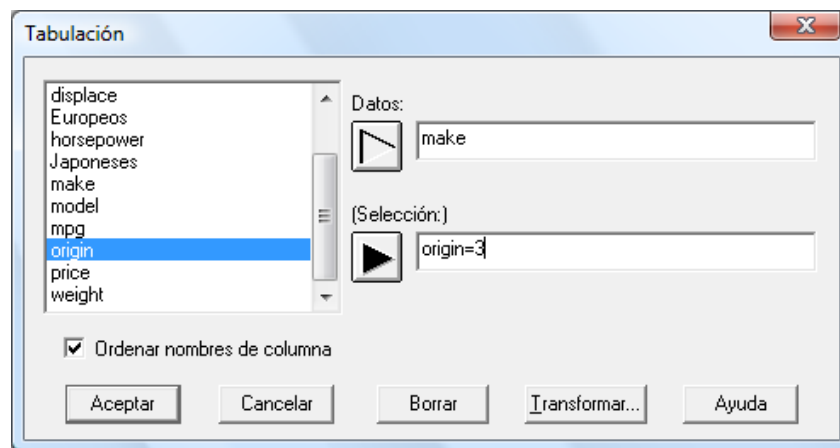 Tabulación
displace
Europeos
horsepower
Japoneses
make
model
mpg
origin
price
weight
Datos:
make
(Selección:)
origin=3
Ordenar nombres de columna
Aceptar
Cancelar
Borrar
Transformar...
Ayuda